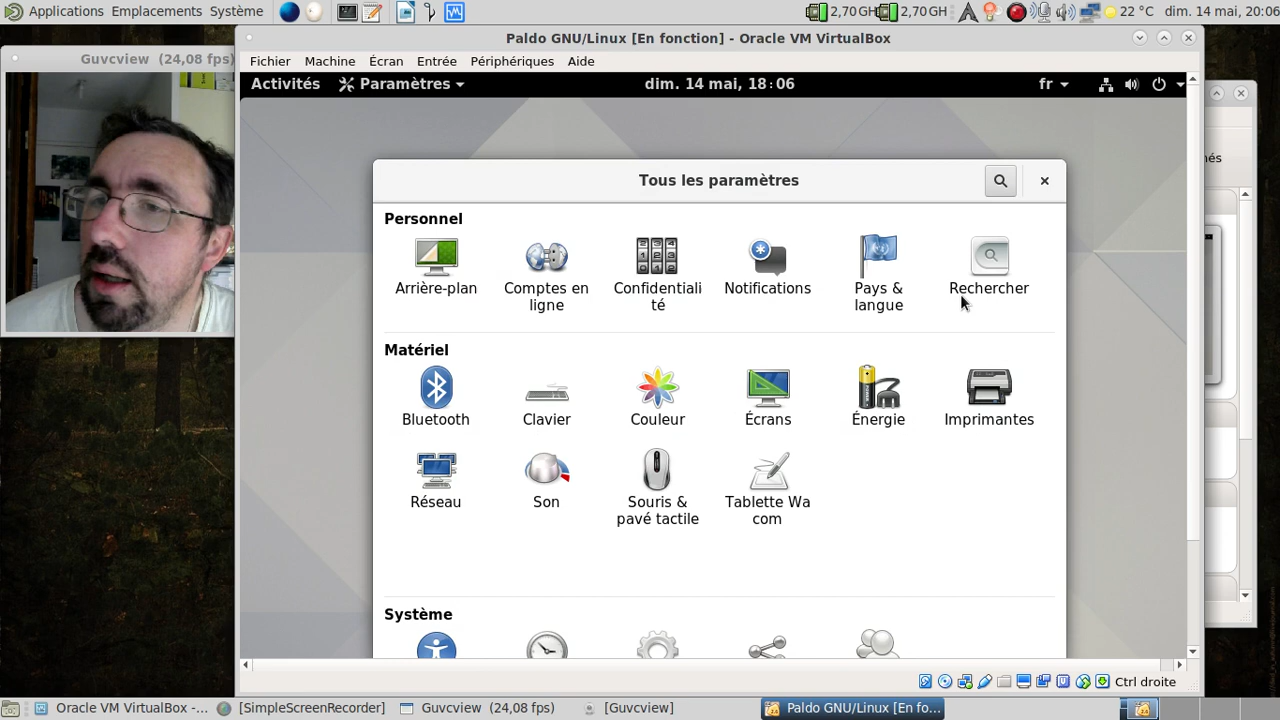 Applications Emplacements Système
2,70 GH 2,70 GH 22 °C dim. 14 mai, 20:06
Guvcview (24,08 fps)
Paldo GNU/Linux [En fonction] - Oracle VM VirtualBox
Fichier Machine Écran Entrée Périphériques Aide
Activités Paramètres dim. 14 mai, 18:06 fr
Tous les paramètres
Personnel
Arrière-plan
Comptes en
ligne
Confidentiali
té
Notifications
Pays &
langue
Rechercher
Matériel
Bluetooth
Clavier
Couleur
Écrans
Énergie
Imprimantes
Réseau
Son
Souris &
pavé tactile
Tablette Wa
com
Système
Ctrl droite
Oracle VM VirtualBox -... [SimpleScreenRecorder] Guvcview (24,08 fps) [Guvcview] Paldo GNU/Linux [En fo...